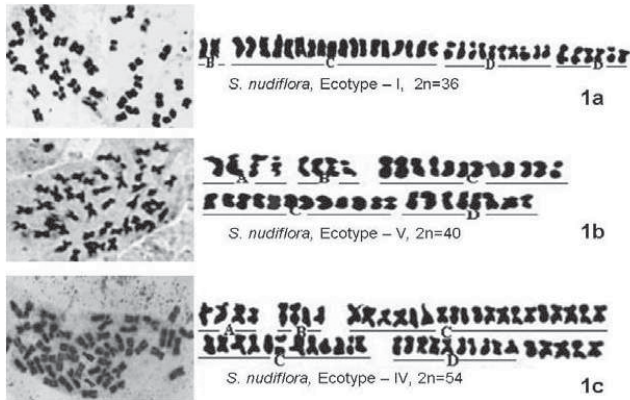 B C D D
S. nudiflora, Ecotype – I, 2n=36
1a
A B C
C D
S. nudiflora, Ecotype – V, 2n=40
1b
A B C
C D
S. nudiflora, Ecotype – IV, 2n=54
1c